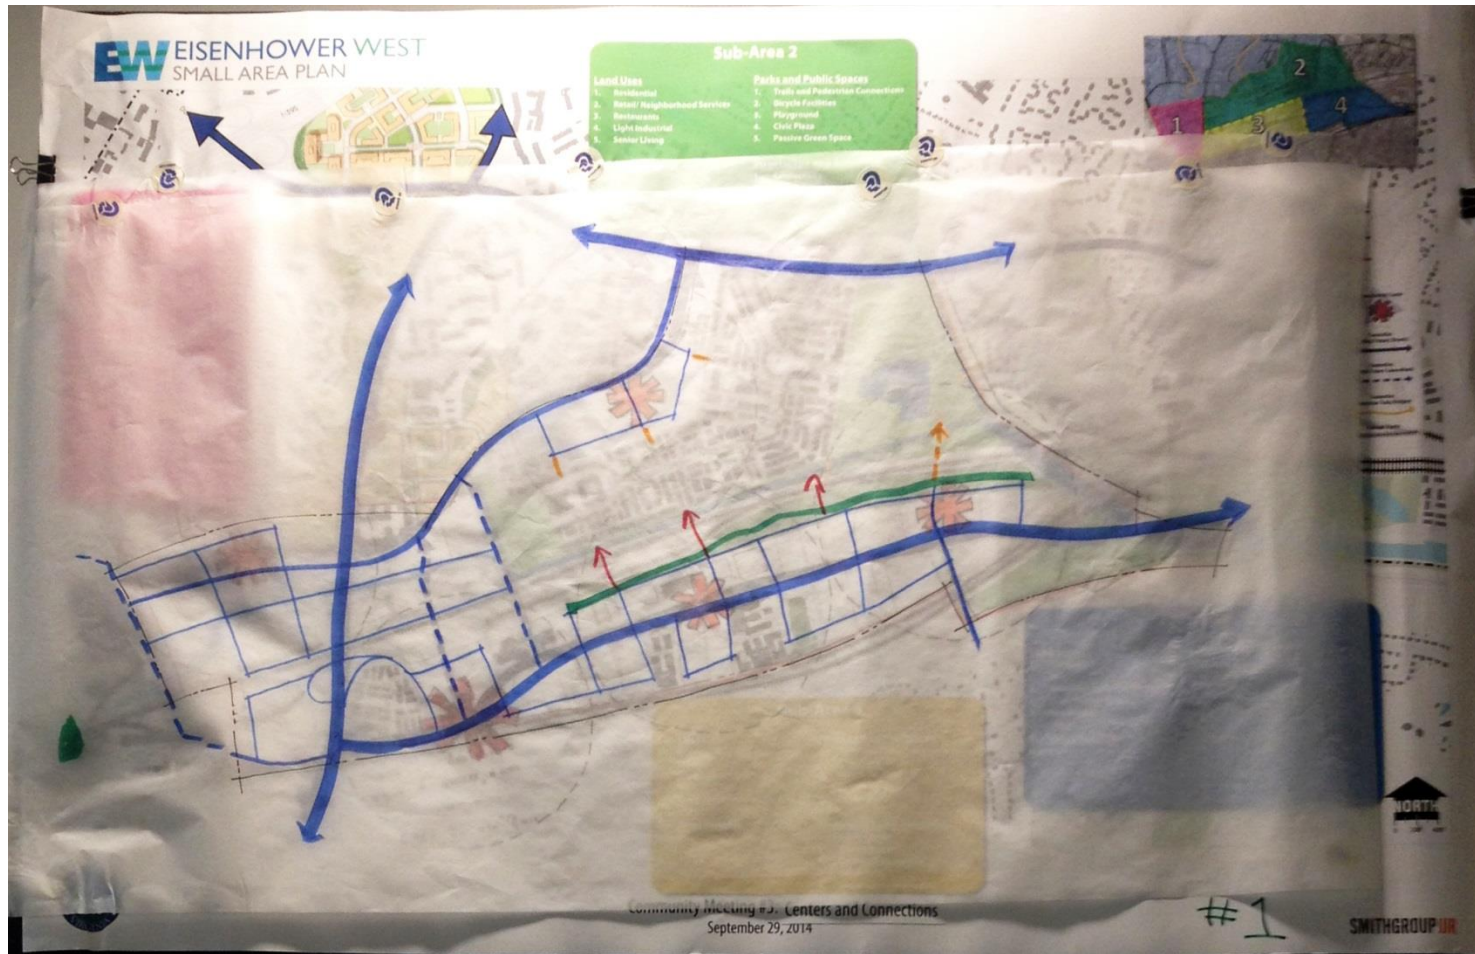 EW EISENHOWER WEST
SMALL AREA PLAN
Sub-Area 2
Land Uses
1. Residential
2. Retail/Neighborhood Services
3. Restaurants
4. Light Industrial
5. Senior Living
Parks and Public Spaces
1. Trails and Pedestrian Connections
2. Bicycle Facilities
3. Playground
4. Civic Plaza
5. Passive Green Space
1
2
3
4
NORTH
Community Meeting #3: Centers and Connections
September 29, 2014
#1
SMITHGROUPJJR